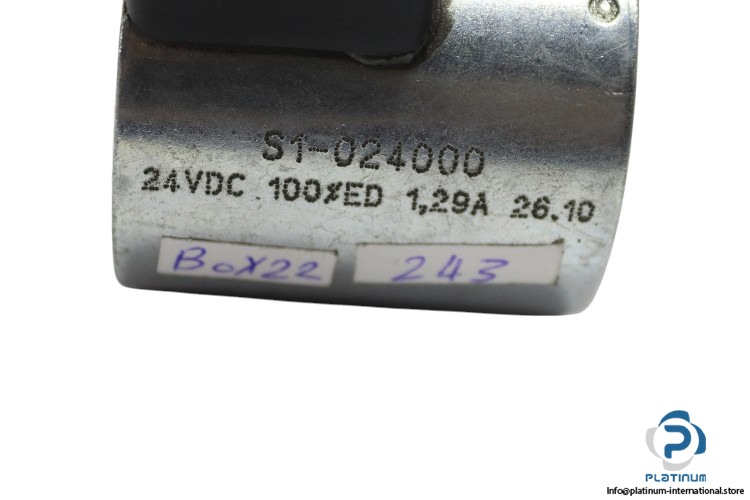 S1-024000
24VDC 100%ED 1,29A 26.10
Box22 243
PLATINUM
Info@platinum-international.store